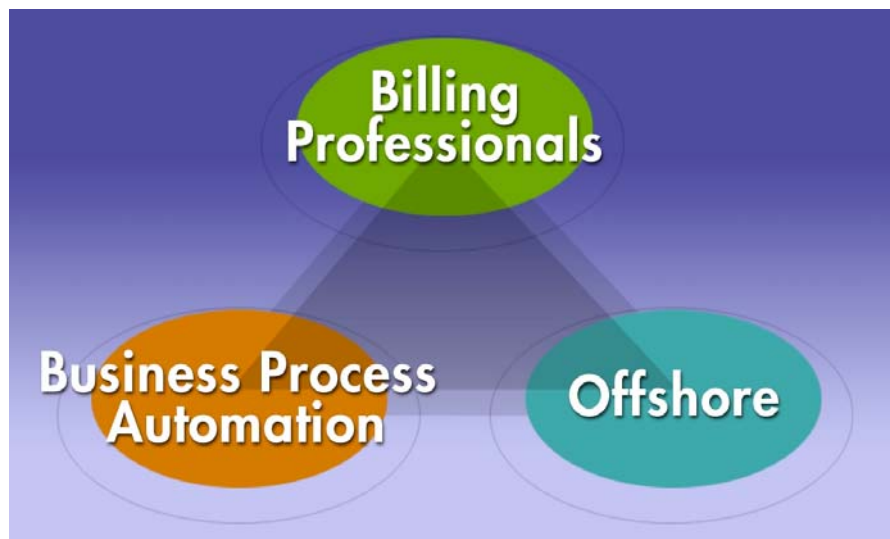 Billing
Professionals
Business Process
Automation
Offshore